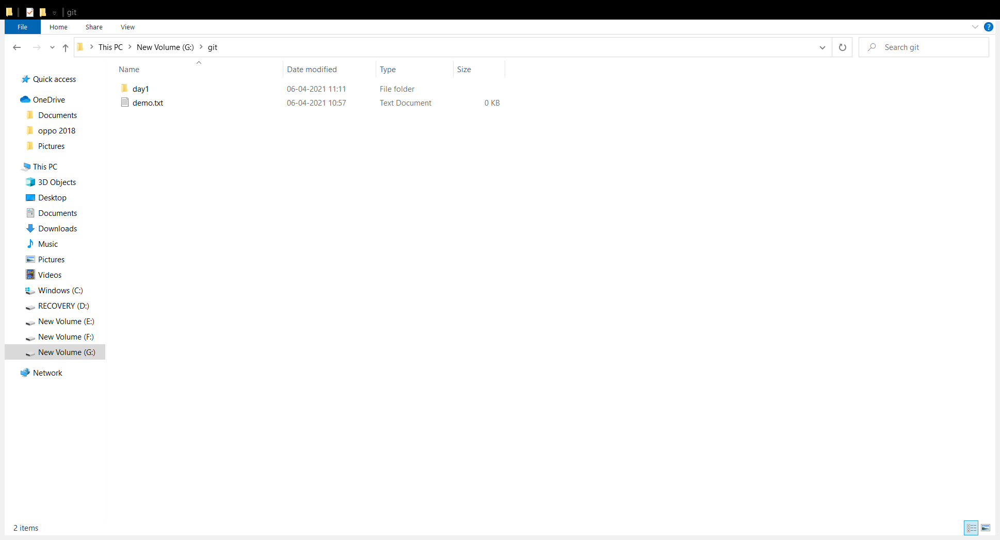 git
File Home Share View
This PC New Volume (G:) git
Search git
Name Date modified Type Size
day1 06-04-2021 11:11 File folder
demo.txt 06-04-2021 10:57 Text Document 0 KB
Quick access
OneDrive
Documents
oppo 2018
Pictures
This PC
3D Objects
Desktop
Documents
Downloads
Music
Pictures
Videos
Windows (C:)
RECOVERY (D:)
New Volume (E:)
New Volume (F:)
New Volume (G:)
Network
2 items